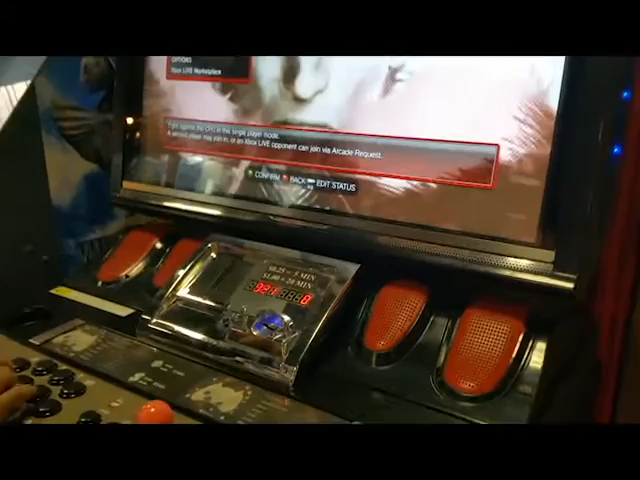 OPTIONS
Xbox LIVE Marketplace
Fight against the CPU in this single player mode.
A second player may join in, or an Xbox LIVE opponent can join via Arcade Request.
CONFIRM BACK EDIT STATUS
$0.25 = 5 MIN
$1.00 = 20 MIN